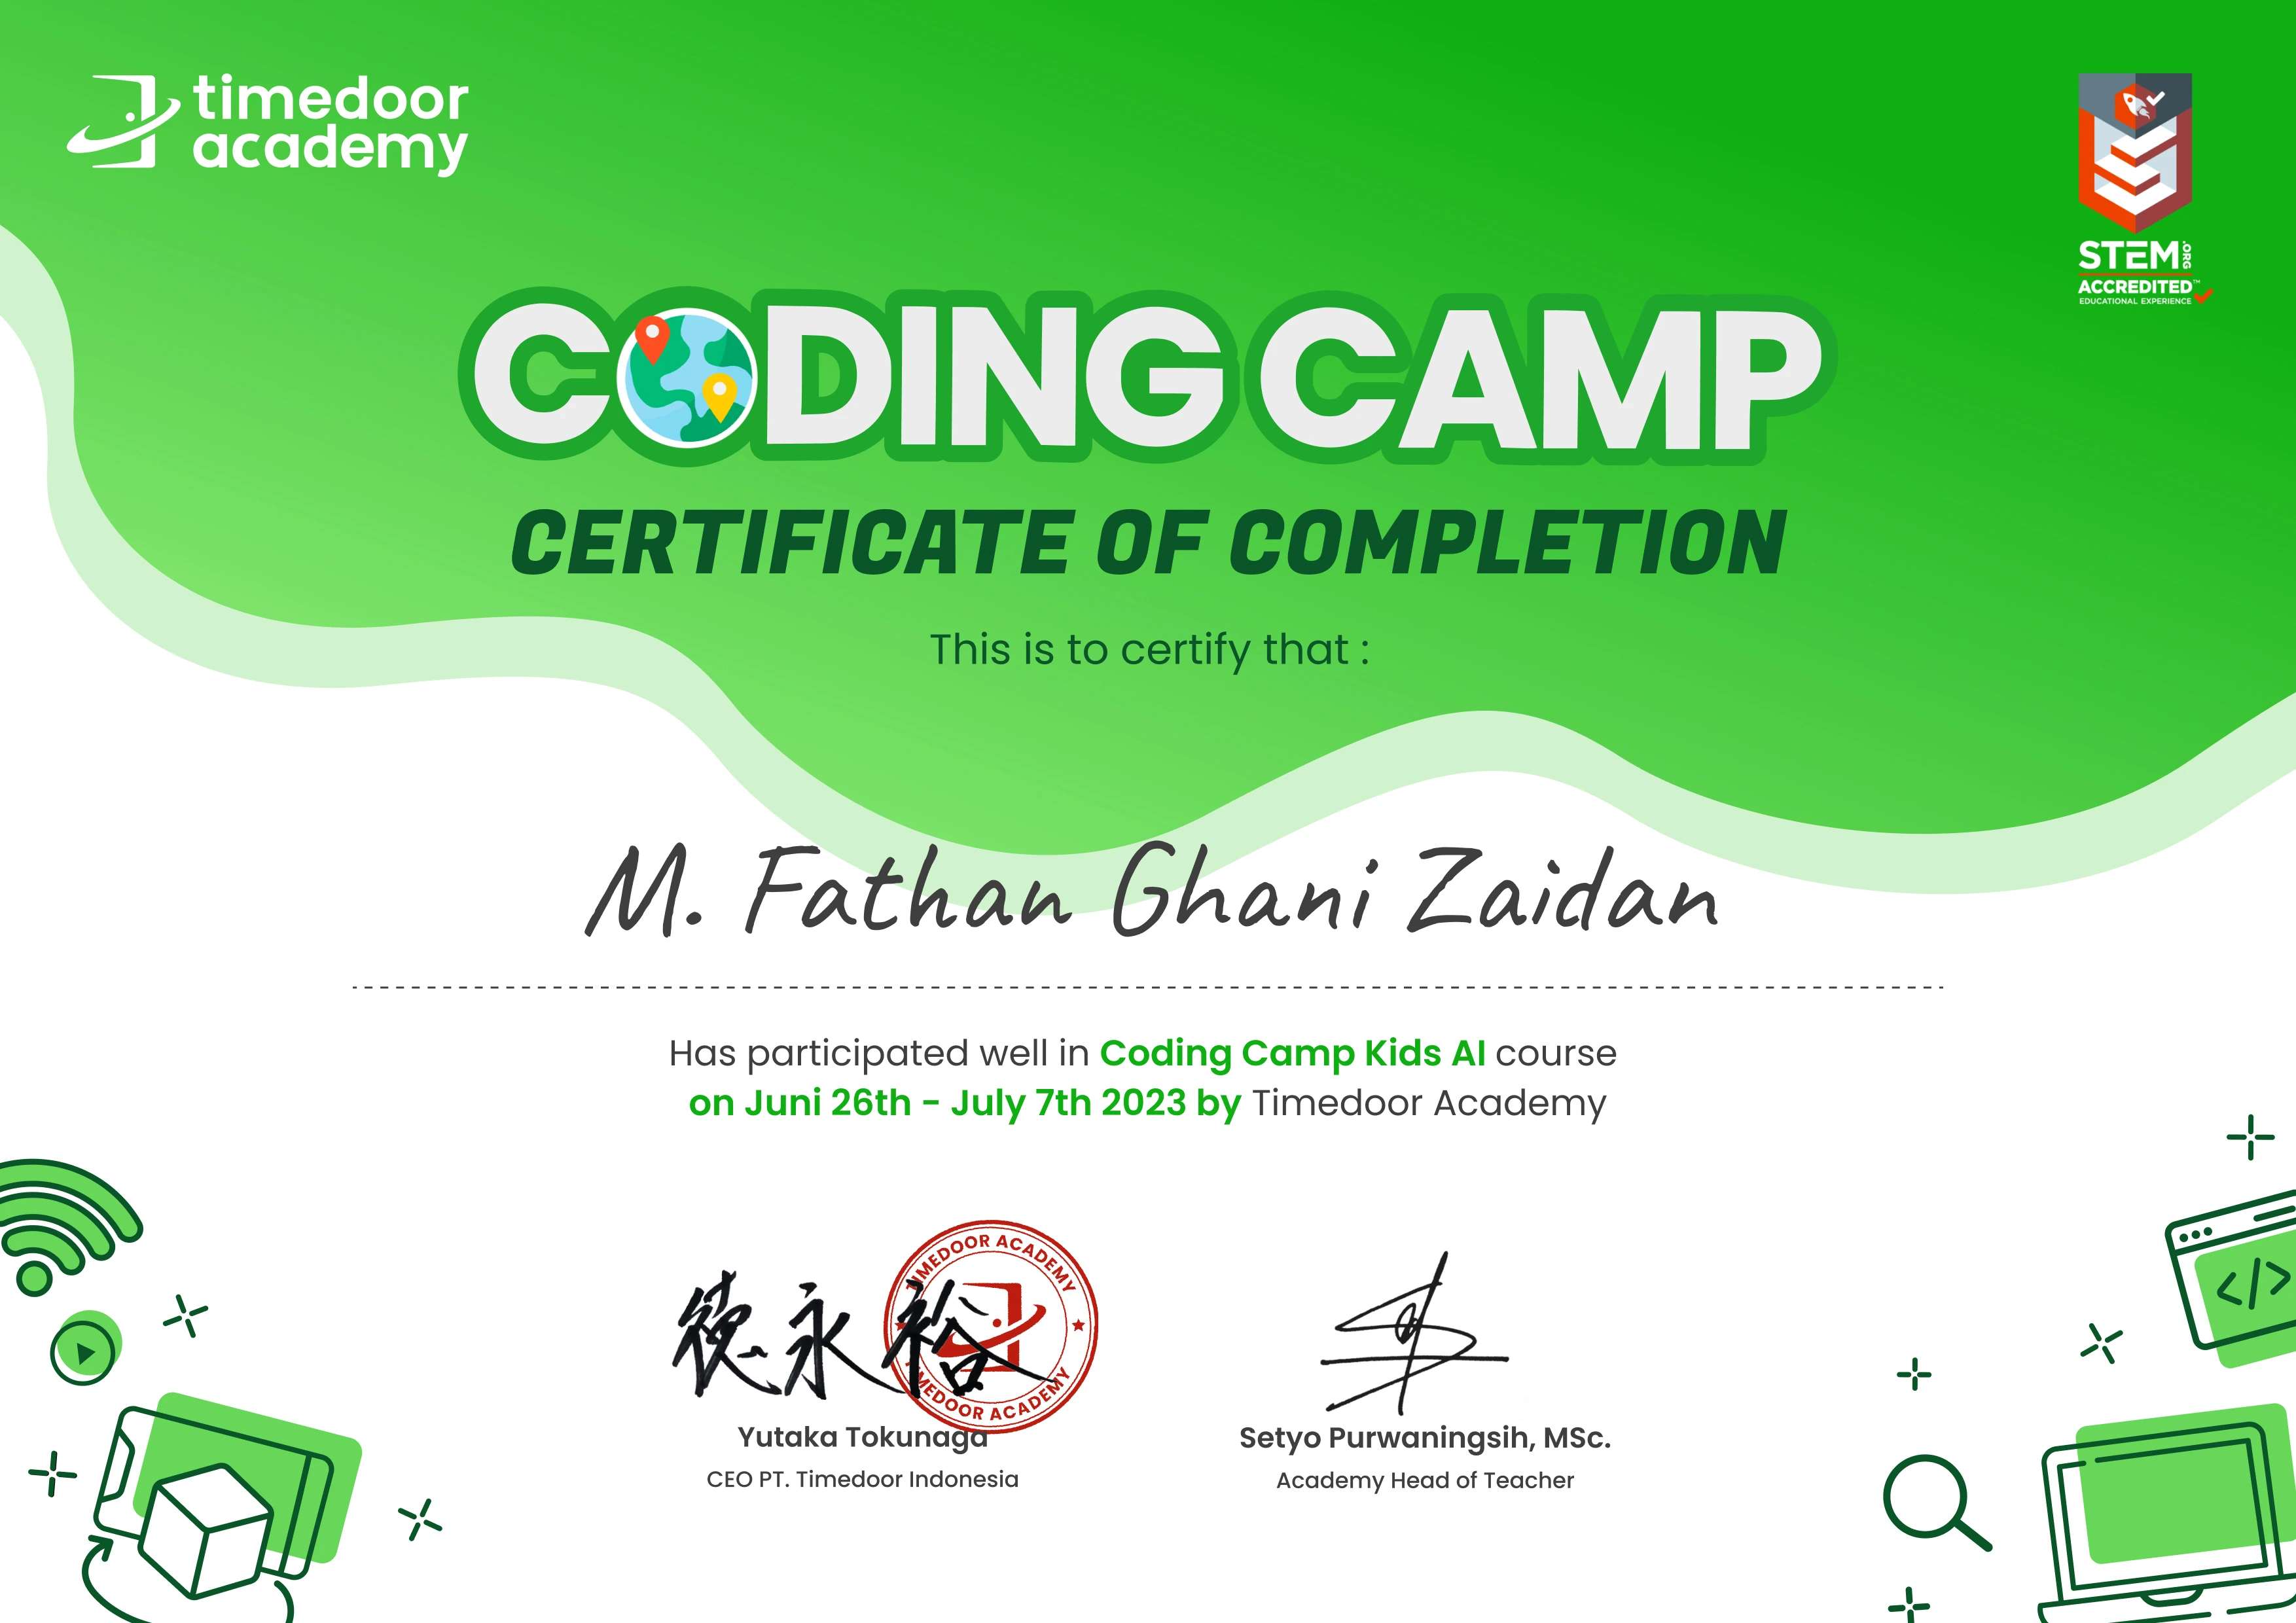 timedoor
academy
STEM.ORG
ACCREDITED™
EDUCATIONAL EXPERIENCE
CODING CAMP
CERTIFICATE OF COMPLETION
This is to certify that :
M. Fathan Ghani Zaidan
Has participated well in Coding Camp Kids AI course
on Juni 26th - July 7th 2023 by Timedoor Academy
TIMEDOOR ACADEMY
徳永裕
TIMEDOOR ACADEMY
</>
Yutaka Tokunaga
CEO PT. Timedoor Indonesia
Setyo Purwaningsih, MSc.
Academy Head of Teacher